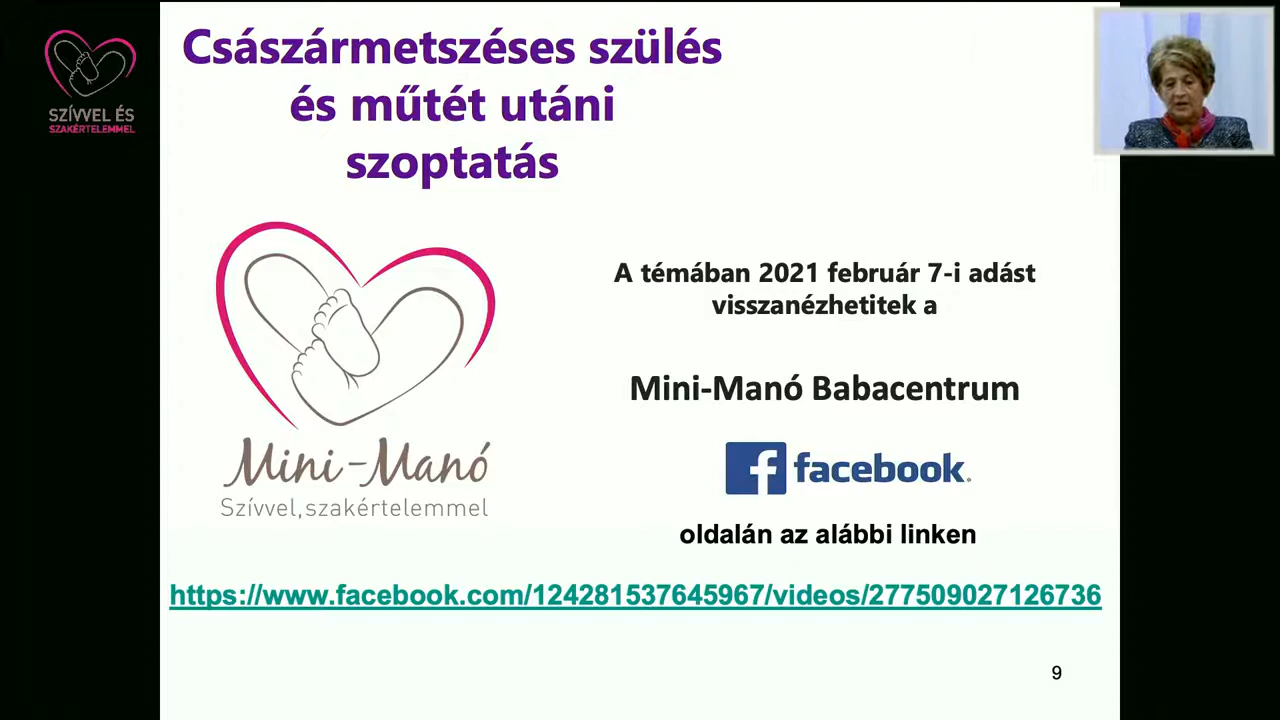 SZÍVVEL ÉS
SZAKÉRTELEMMEL
Császármetszéses szülés
és műtét utáni
szoptatás
Mini-Manó
Szívvel,szakértelemmel
A témában 2021 február 7-i adást
visszanézhetitek a
Mini-Manó Babacentrum
facebook.
oldalán az alábbi linken
https://www.facebook.com/124281537645967/videos/277509027126736
9